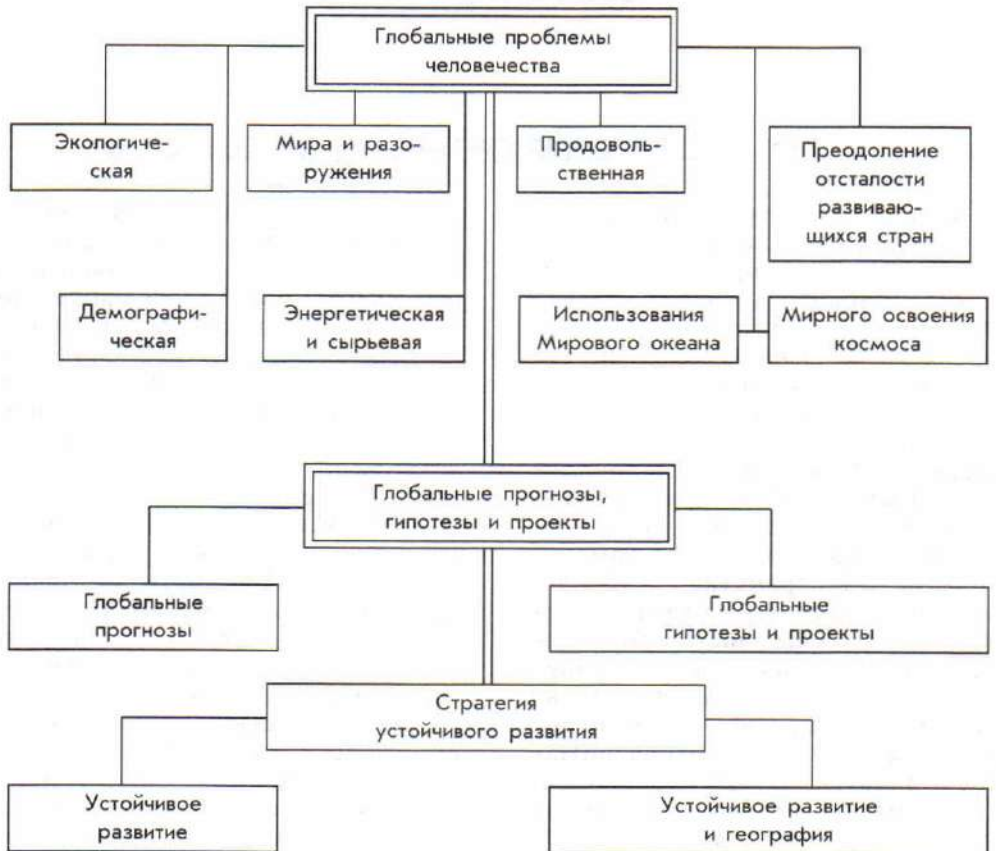 Глобальные проблемы
человечества
Экологиче-
ская
Мира и разо-
ружения
Продоволь-
ственная
Преодоление
отсталости
развиваю-
щихся стран
Демографи-
ческая
Энергетическая
и сырьевая
Использования
Мирового океана
Мирного освоения
космоса
Глобальные прогнозы,
гипотезы и проекты
Глобальные
прогнозы
Глобальные
гипотезы и проекты
Стратегия
устойчивого развития
Устойчивое
развитие
Устойчивое развитие
и география